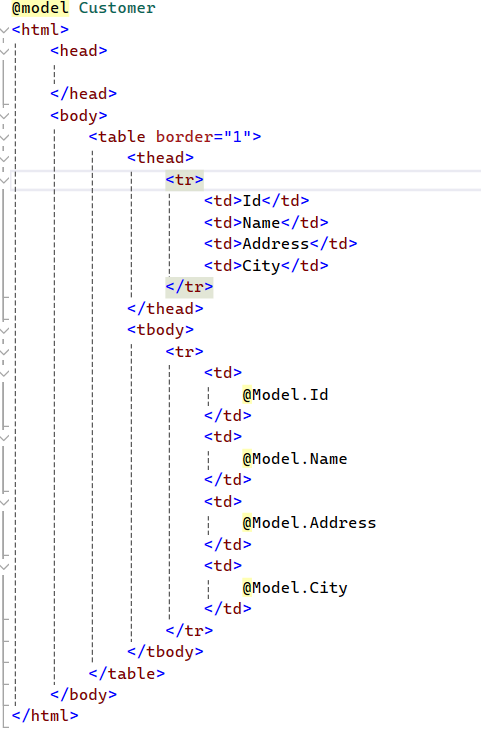 @model Customer
<html>
<head>
</head>
<body>
<table border="1">
<thead>
<tr>
<td>Id</td>
<td>Name</td>
<td>Address</td>
<td>City</td>
</tr>
</thead>
<tbody>
<tr>
<td>
@Model.Id
</td>
<td>
@Model.Name
</td>
<td>
@Model.Address
</td>
<td>
@Model.City
</td>
</tr>
</tbody>
</table>
</body>
</html>